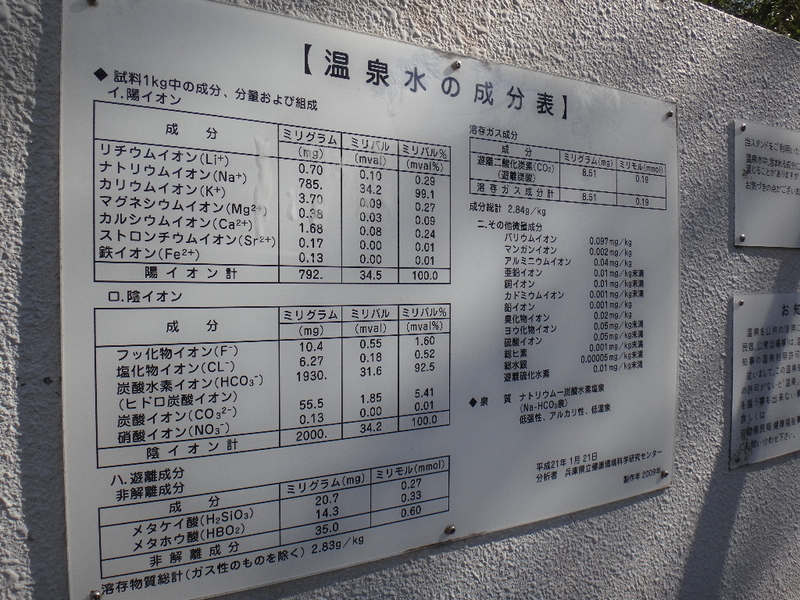 【温泉水の成分表】
◆試料1kg中の成分、分量および組成
イ.陽イオン
成 分 ミリグラム(mg) ミリバル(mval) ミリバル%(mval%)
リチウムイオン(Li+) 0.70 0.10 0.29
ナトリウムイオン(Na+) 785. 34.2 99.1
カリウムイオン(K+) 3.70 0.09 0.27
マグネシウムイオン(Mg2+) 0.38 0.03 0.09
カルシウムイオン(Ca2+) 1.68 0.08 0.24
ストロンチウムイオン(Sr2+) 0.17 0.00 0.01
鉄イオン(Fe2+) 0.13 0.00 0.01
陽イオン計 792. 34.5 100.0
ロ.陰イオン
成 分 ミリグラム(mg) ミリバル(mval) ミリバル%(mval%)
フッ化物イオン(F-) 10.4 0.55 1.60
塩化物イオン(CL-) 6.27 0.18 0.52
炭酸水素イオン(HCO3-) 1930. 31.6 92.5
(ヒドロ炭酸イオン)
炭酸イオン(CO32-) 55.5 1.85 5.41
硝酸イオン(NO3-) 0.13 0.00 0.01
陰イオン計 2000. 34.2 100.0
ハ.遊離成分
非解離成分
成 分 ミリグラム(mg) ミリモル(mmol)
メタケイ酸(H2SiO3) 20.7 0.27
メタホウ酸(HBO2) 14.3 0.33
非解離成分 35.0 0.60
溶存物質総計(ガス性のものを除く) 2.83g/kg
溶存ガス成分
成 分 ミリグラム(mg) ミリモル(mmol)
遊離二酸化炭素(CO2) 8.51 0.19
(遊離炭酸)
溶存ガス成分計 8.51 0.19
成分総計 2.84g/kg
ニ.その他微量成分
バリウムイオン 0.097mg/kg
マンガンイオン 0.002mg/kg
アルミニウムイオン 0.04mg/kg
亜鉛イオン 0.01mg/kg未満
銅イオン 0.01mg/kg未満
カドミウムイオン 0.001mg/kg未満
鉛イオン 0.01mg/kg
臭化物イオン 0.02mg/kg
ヨウ化物イオン 0.05mg/kg未満
硫酸イオン 0.05mg/kg未満
総ヒ素 0.001mg/kg未満
総水銀 0.00005mg/kg未満
遊離硫化水素 0.01mg/kg未満
◆泉 質 ナトリウムー炭酸水素塩泉
(Na-HCO3泉)
低張性、アルカリ性、低温泉
平成21年1月21日
分析者 兵庫県立健康環境科学研究センター
製作年 2009年
当スタンドをご利用いた
お知